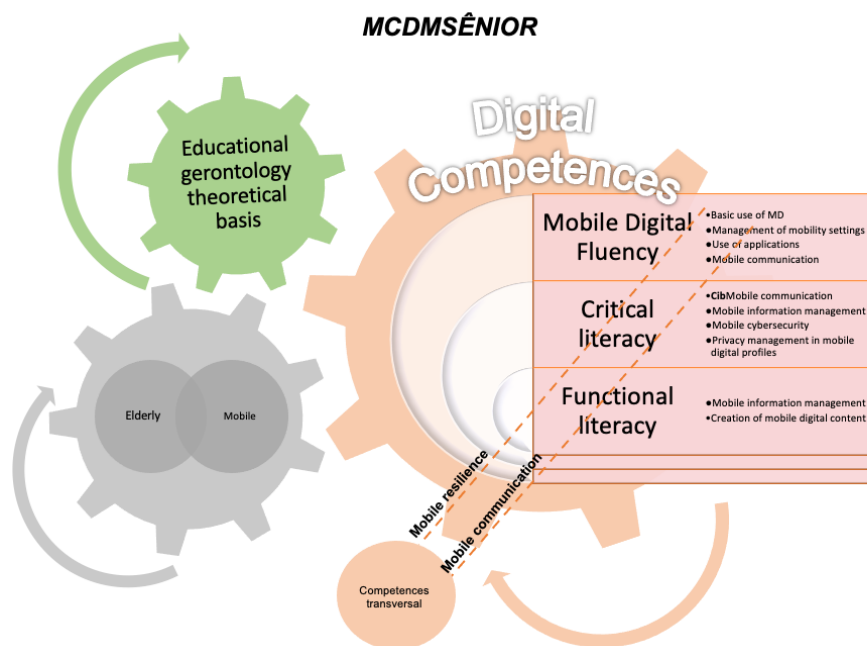 MCDMSÊNIOR
Educational
gerontology
theoretical
basis
Elderly
Mobile
Digital
Competences
Mobile Digital
Fluency
•Basic use of MD
●Management of mobility settings
●Use of applications
●Mobile communication
Critical
literacy
•CibMobile communication
●Mobile information management
●Mobile cybersecurity
●Privacy management in mobile
digital profiles
Functional
literacy
●Mobile information management
•Creation of mobile digital content
Mobile resilience
Mobile communication
Competences
transversal